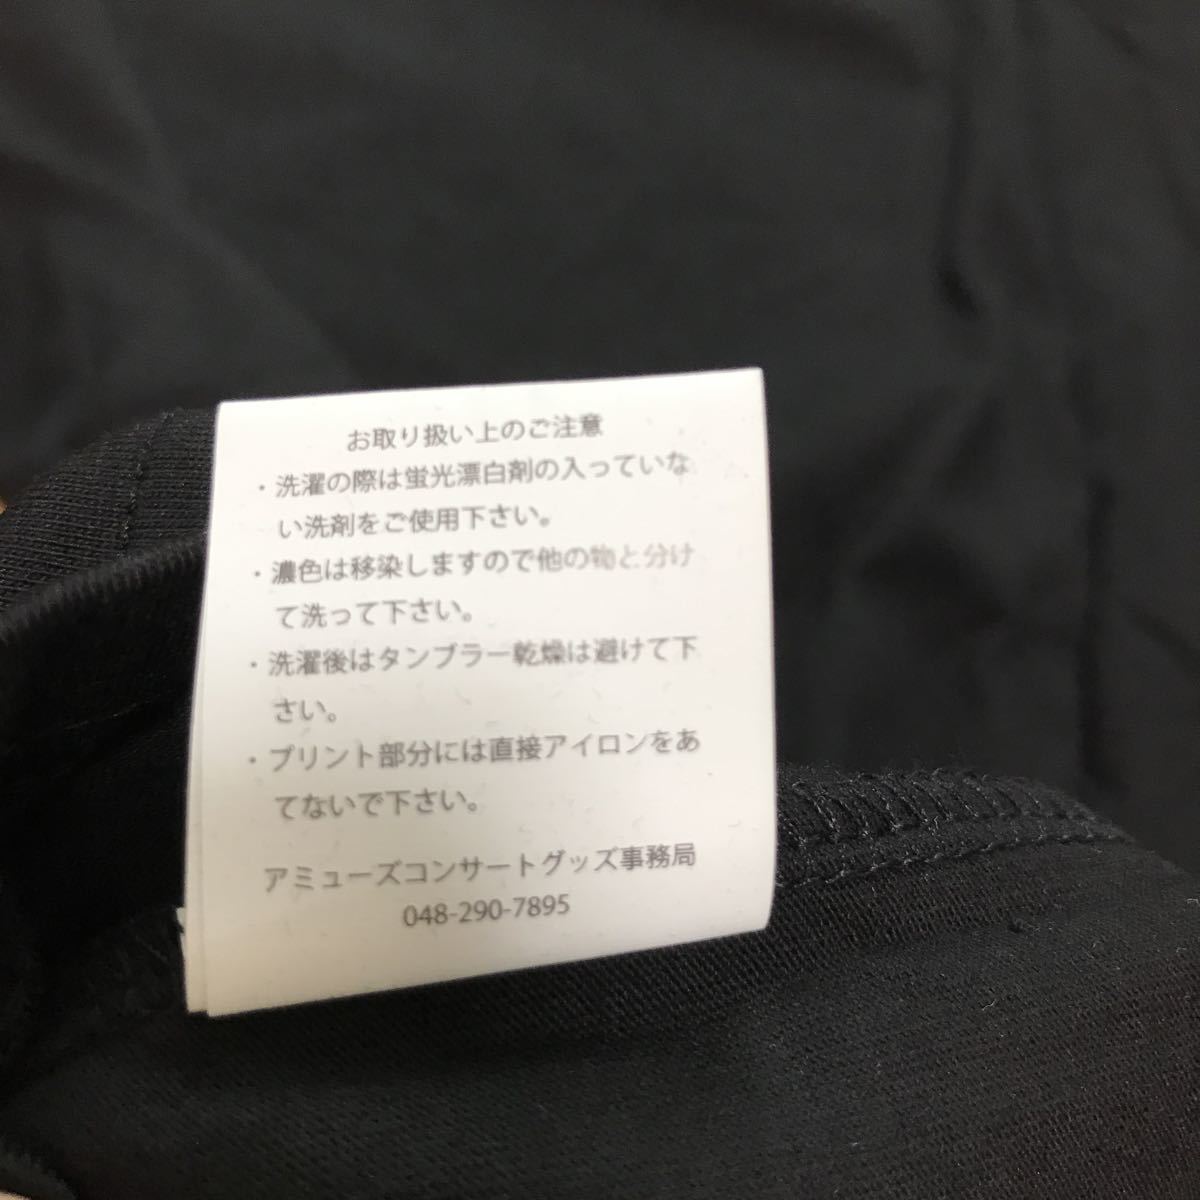 お取り扱い上のご注意
・洗濯の際は蛍光漂白剤の入っていな
い洗剤をご使用下さい。
・濃色は移染しますので他の物と分け
て洗って下さい。
・洗濯後はタンブラー乾燥は避けて下
さい。
・プリント部分には直接アイロンをあ
てないで下さい。
アミューズコンサートグッズ事務局
048-290-7895